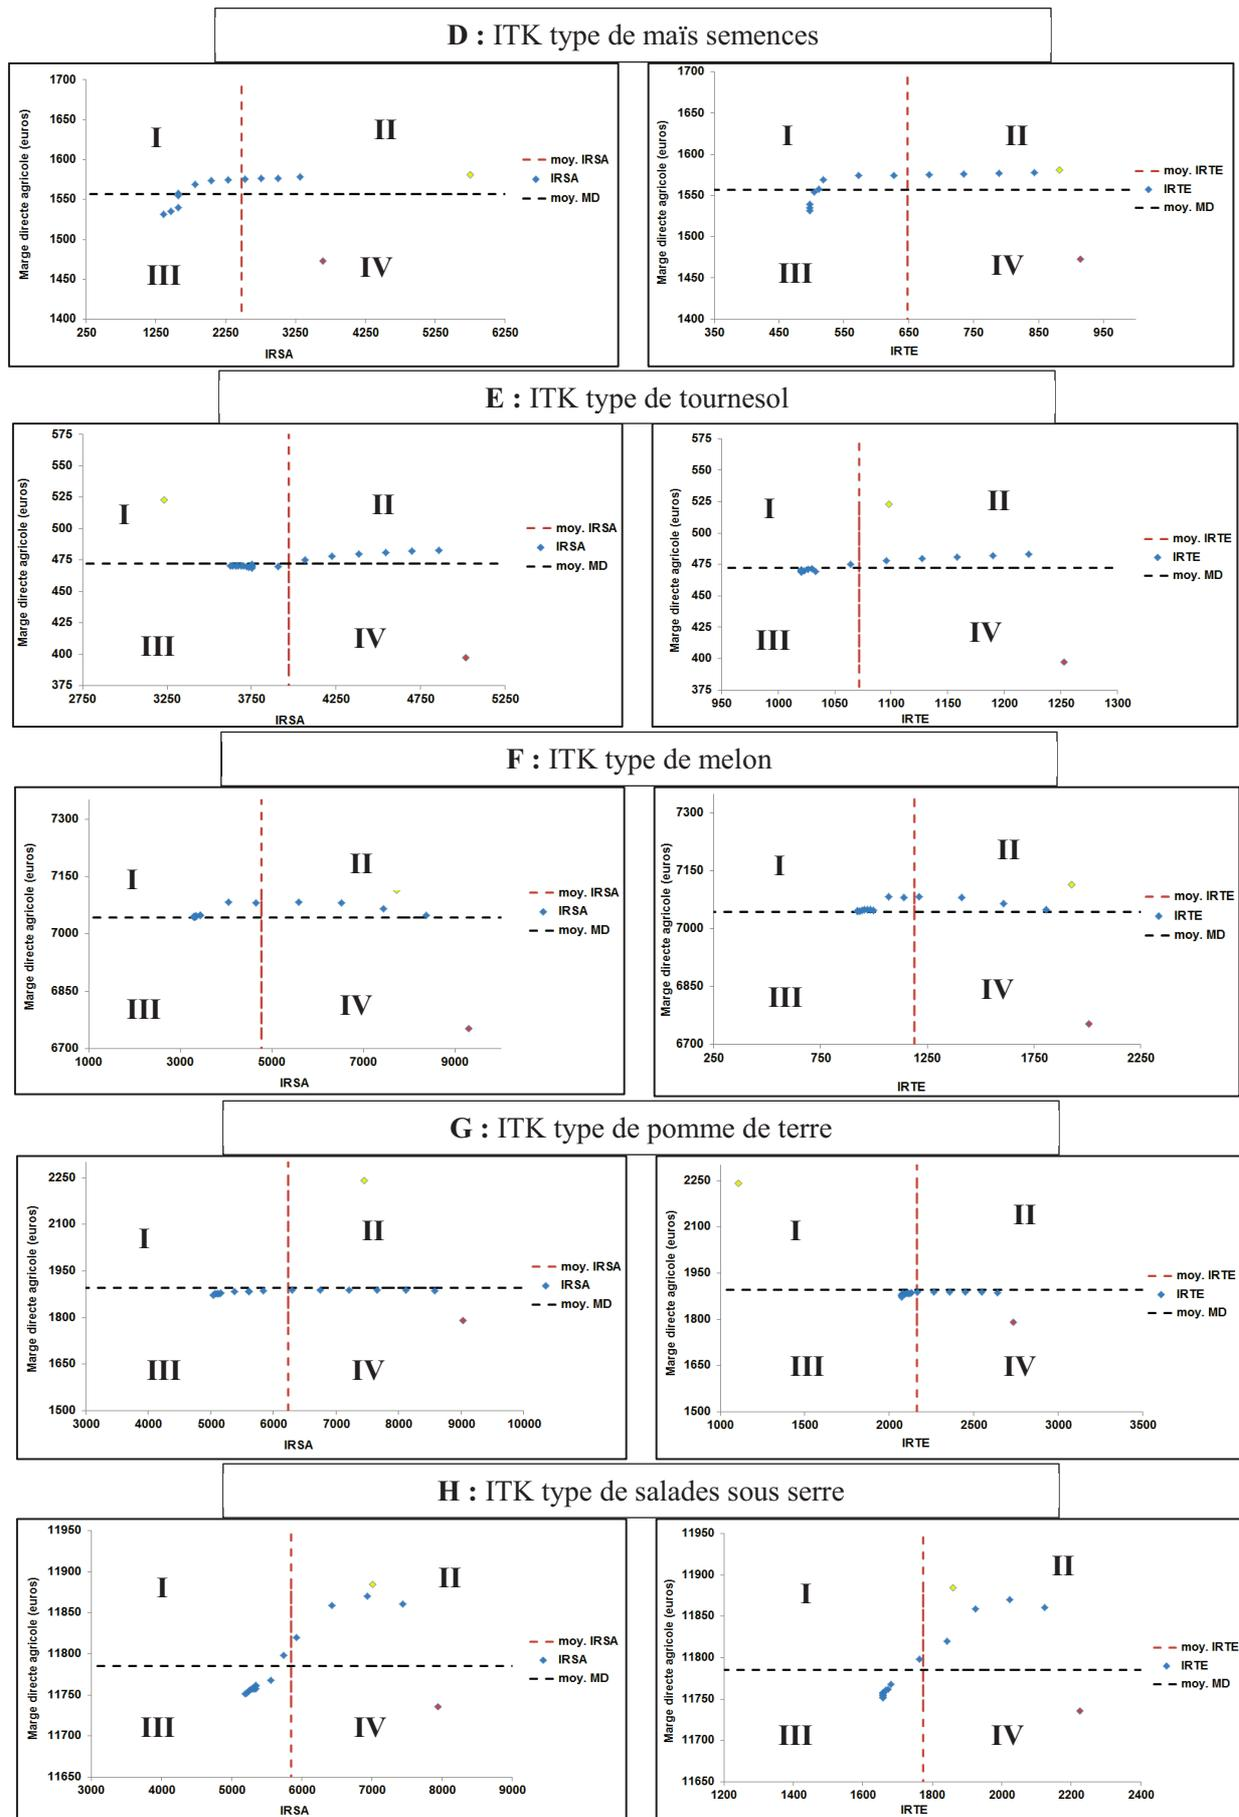 D : ITK type de maïs semences
1700
1650
1600
1550
1500
1450
1400
Marge directe agricole (euros)
I
II
III
IV
250 1250 2250 3250 4250 5250 6250
IRSA
moy. IRSA
IRSA
moy. MD
1700
1650
1600
1550
1500
1450
1400
Marge directe agricole (euros)
I
II
III
IV
350 450 550 650 750 850 950
IRTE
moy. IRTE
IRTE
moy. MD
E : ITK type de tournesol
575
550
525
500
475
450
425
400
375
Marge directe agricole (euros)
I
II
III
IV
2750 3250 3750 4250 4750 5250
IRSA
moy. IRSA
IRSA
moy. MD
575
550
525
500
475
450
425
400
375
Marge directe agricole (euros)
I
II
III
IV
950 1000 1050 1100 1150 1200 1250 1300
IRTE
moy. IRTE
IRTE
moy. MD
F : ITK type de melon
7300
7150
7000
6850
6700
Marge directe agricole (euros)
I
II
III
IV
1000 3000 5000 7000 9000
IRSA
moy. IRSA
IRSA
moy. MD
7300
7150
7000
6850
6700
Marge directe agricole (euros)
I
II
III
IV
250 750 1250 1750 2250
IRTE
moy. IRTE
IRTE
moy. MD
G : ITK type de pomme de terre
2250
2100
1950
1800
1650
1500
Marge directe agricole (euros)
I
II
III
IV
3000 4000 5000 6000 7000 8000 9000 10000
IRSA
moy. IRSA
IRSA
moy. MD
2250
2100
1950
1800
1650
1500
Marge directe agricole (euros)
I
II
III
IV
1000 1500 2000 2500 3000 3500
IRTE
moy. IRTE
IRTE
moy. MD
H : ITK type de salades sous serre
11950
11900
11850
11800
11750
11700
11650
Marge directe agricole (euros)
I
II
III
IV
3000 4000 5000 6000 7000 8000 9000
IRSA
moy. IRSA
IRSA
moy. MD
11950
11900
11850
11800
11750
11700
11650
Marge directe agricole (euros)
I
II
III
IV
1200 1400 1600 1800 2000 2200 2400
IRTE
moy. IRTE
IRTE
moy. MD